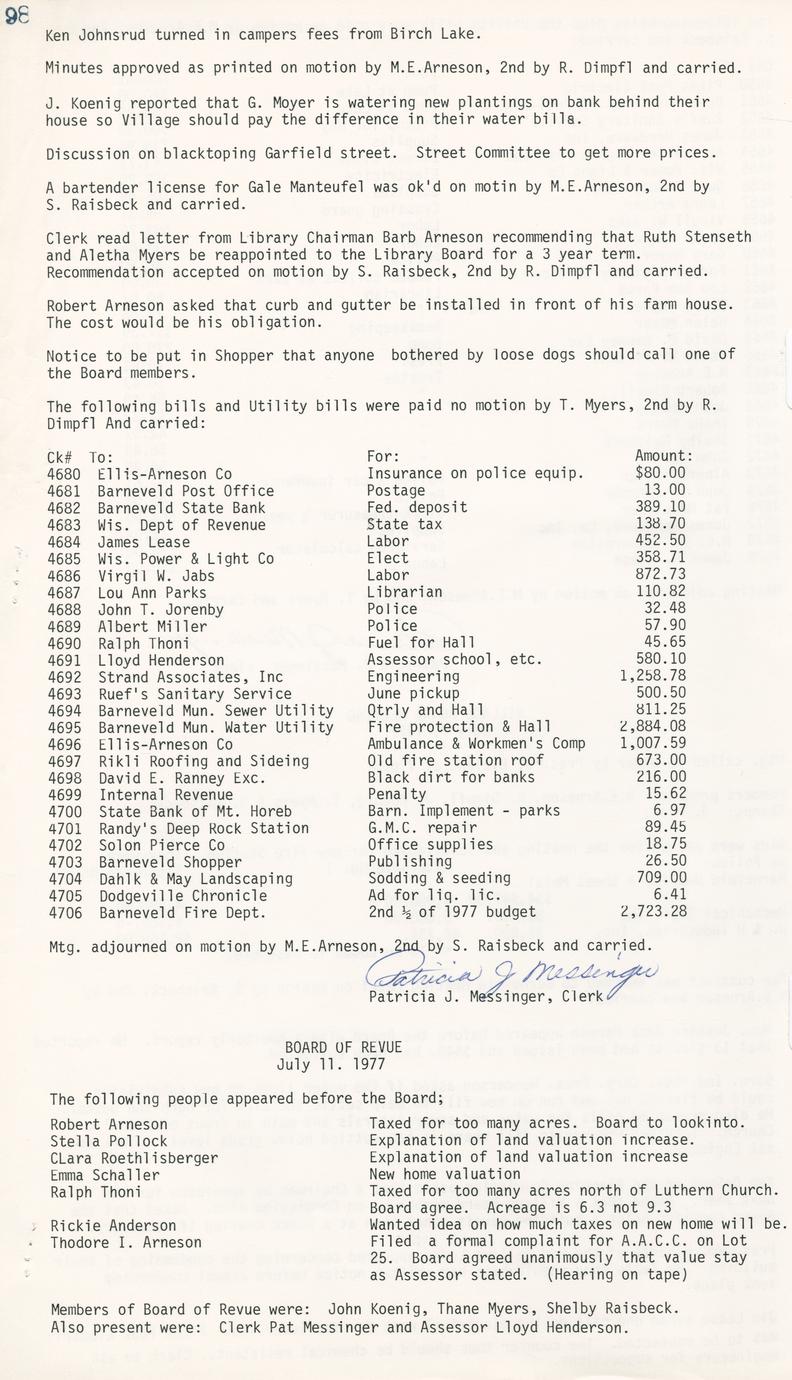 98
Ken Johnsrud turned in campers fees from Birch Lake.
Minutes approved as printed on motion by M.E.Arneson, 2nd by R. Dimpfl and carried.
J. Koenig reported that G. Moyer is watering new plantings on bank behind their
house so Village should pay the difference in their water bills.
Discussion on blacktoping Garfield street.  Street Committee to get more prices.
A bartender license for Gale Manteufel was ok'd on motin by M.E.Arneson, 2nd by
S. Raisbeck and carried.
Clerk read letter from Library Chairman Barb Arneson recommending that Ruth Stenseth
and Aletha Myers be reappointed to the Library Board for a 3 year term.
Recommendation accepted on motion by S. Raisbeck, 2nd by R. Dimpfl and carried.
Robert Arneson asked that curb and gutter be installed in front of his farm house.
The cost would be his obligation.
Notice to be put in Shopper that anyone  bothered by loose dogs should call one of
the Board members.
The following bills and Utility bills were paid no motion by T. Myers, 2nd by R.
Dimpfl And carried:
Ck#  To:  For:  Amount:
4680  Ellis-Arneson Co  Insurance on police equip.  $80.00
4681  Barneveld Post Office  Postage  13.00
4682  Barneveld State Bank  Fed. deposit  389.10
4683  Wis. Dept of Revenue  State tax  138.70
4684  James Lease  Labor  452.50
4685  Wis. Power & Light Co  Elect  358.71
4686  Virgil W. Jabs  Labor  872.73
4687  Lou Ann Parks  Librarian  110.82
4688  John T. Jorenby  Police  32.48
4689  Albert Miller  Police  57.90
4690  Ralph Thoni  Fuel for Hall  45.65
4691  Lloyd Henderson  Assessor school, etc.  580.10
4692  Strand Associates, Inc  Engineering  1,258.78
4693  Ruef's Sanitary Service  June pickup  500.50
4694  Barneveld Mun. Sewer Utility  Qtrly and Hall  811.25
4695  Barneveld Mun. Water Utility  Fire protection & Hall  2,884.08
4696  Ellis-Arneson Co  Ambulance & Workmen's Comp  1,007.59
4697  Rikli Roofing and Sideing  Old fire station roof  673.00
4698  David E. Ranney Exc.  Black dirt for banks  216.00
4699  Internal Revenue  Penalty  15.62
4700  State Bank of Mt. Horeb  Barn. Implement - parks  6.97
4701  Randy's Deep Rock Station  G.M.C. repair  89.45
4702  Solon Pierce Co  Office supplies  18.75
4703  Barneveld Shopper  Publishing  26.50
4704  Dahlk & May Landscaping  Sodding & seeding  709.00
4705  Dodgeville Chronicle  Ad for liq. lic.  6.41
4706  Barneveld Fire Dept.  2nd ½ of 1977 budget  2,723.28
Mtg. adjourned on motion by M.E.Arneson, 2nd by S. Raisbeck and carried.
Patricia J Messinger
Patricia J. Messinger, Clerk
BOARD OF REVUE
July 11. 1977
The following people appeared before the Board;
Robert Arneson  Taxed for too many acres.  Board to lookinto.
Stella Pollock  Explanation of land valuation increase.
CLara Roethlisberger  Explanation of land valuation increase
Emma Schaller  New home valuation
Ralph Thoni  Taxed for too many acres north of Luthern Church.
Board agree.  Acreage is 6.3 not 9.3
Rickie Anderson  Wanted idea on how much taxes on new home will be.
Thodore I. Arneson  Filed  a formal complaint for A.A.C.C. on Lot
25.  Board agreed unanimously that value stay
as Assessor stated.  (Hearing on tape)
Members of Board of Revue were:  John Koenig, Thane Myers, Shelby Raisbeck.
Also present were:  Clerk Pat Messinger and Assessor Lloyd Henderson.